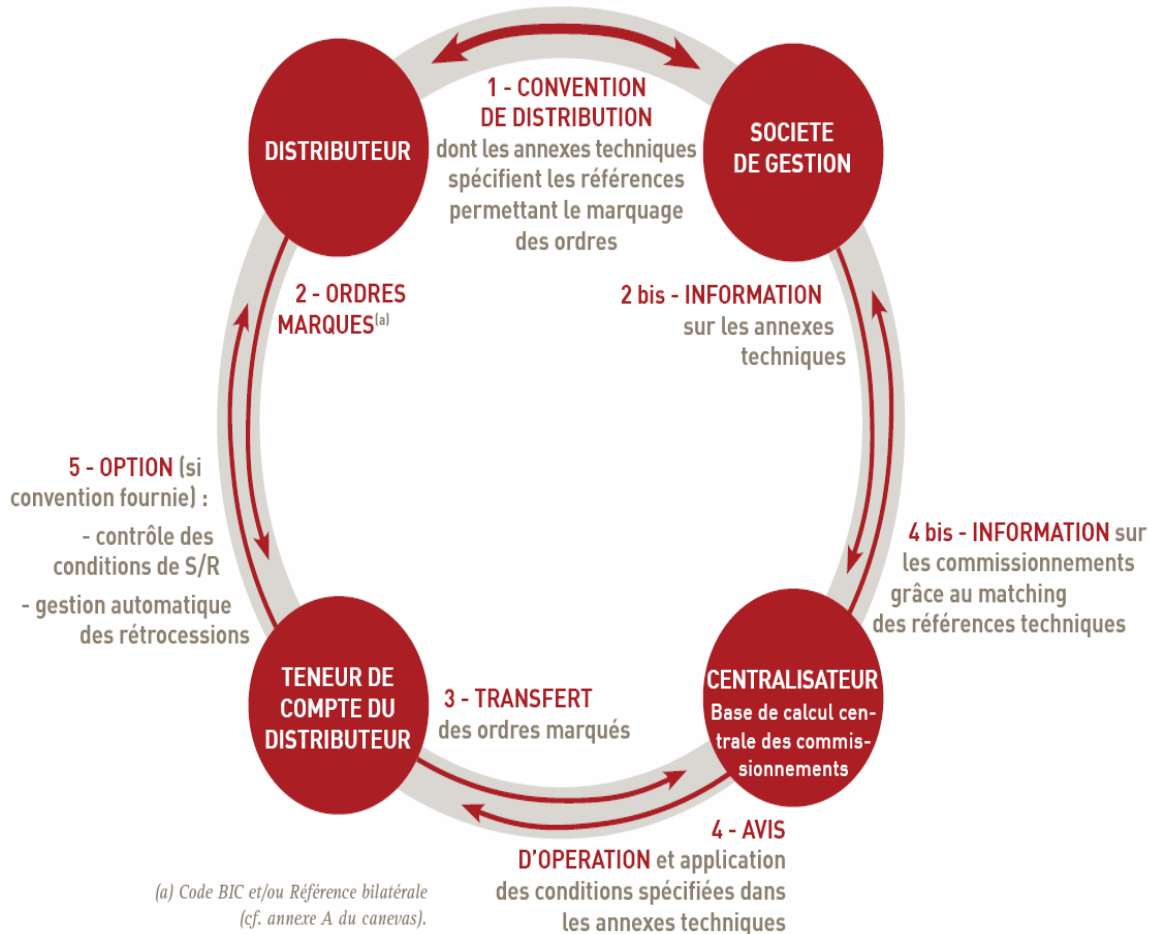 1 - CONVENTION
DE DISTRIBUTION
dont les annexes techniques
spécifient les références
permettant le marquage
des ordres
DISTRIBUTEUR
SOCIETE
DE GESTION
2 - ORDRES
MARQUES(a)
2 bis - INFORMATION
sur les annexes
techniques
5 - OPTION (si
convention fournie) :
- contrôle des
conditions de S/R
- gestion automatique
des rétrocessions
4 bis - INFORMATION sur
les commissionnements
grâce au matching
des références techniques
TENEUR DE
COMPTE DU
DISTRIBUTEUR
3 - TRANSFERT
des ordres marqués
CENTRALISATEUR
Base de calcul cen-
trale des commis-
sionnements
4 - AVIS
D'OPERATION et application
des conditions spécifiées dans
les annexes techniques
(a) Code BIC et/ou Référence bilatérale
(cf. annexe A du canevas).